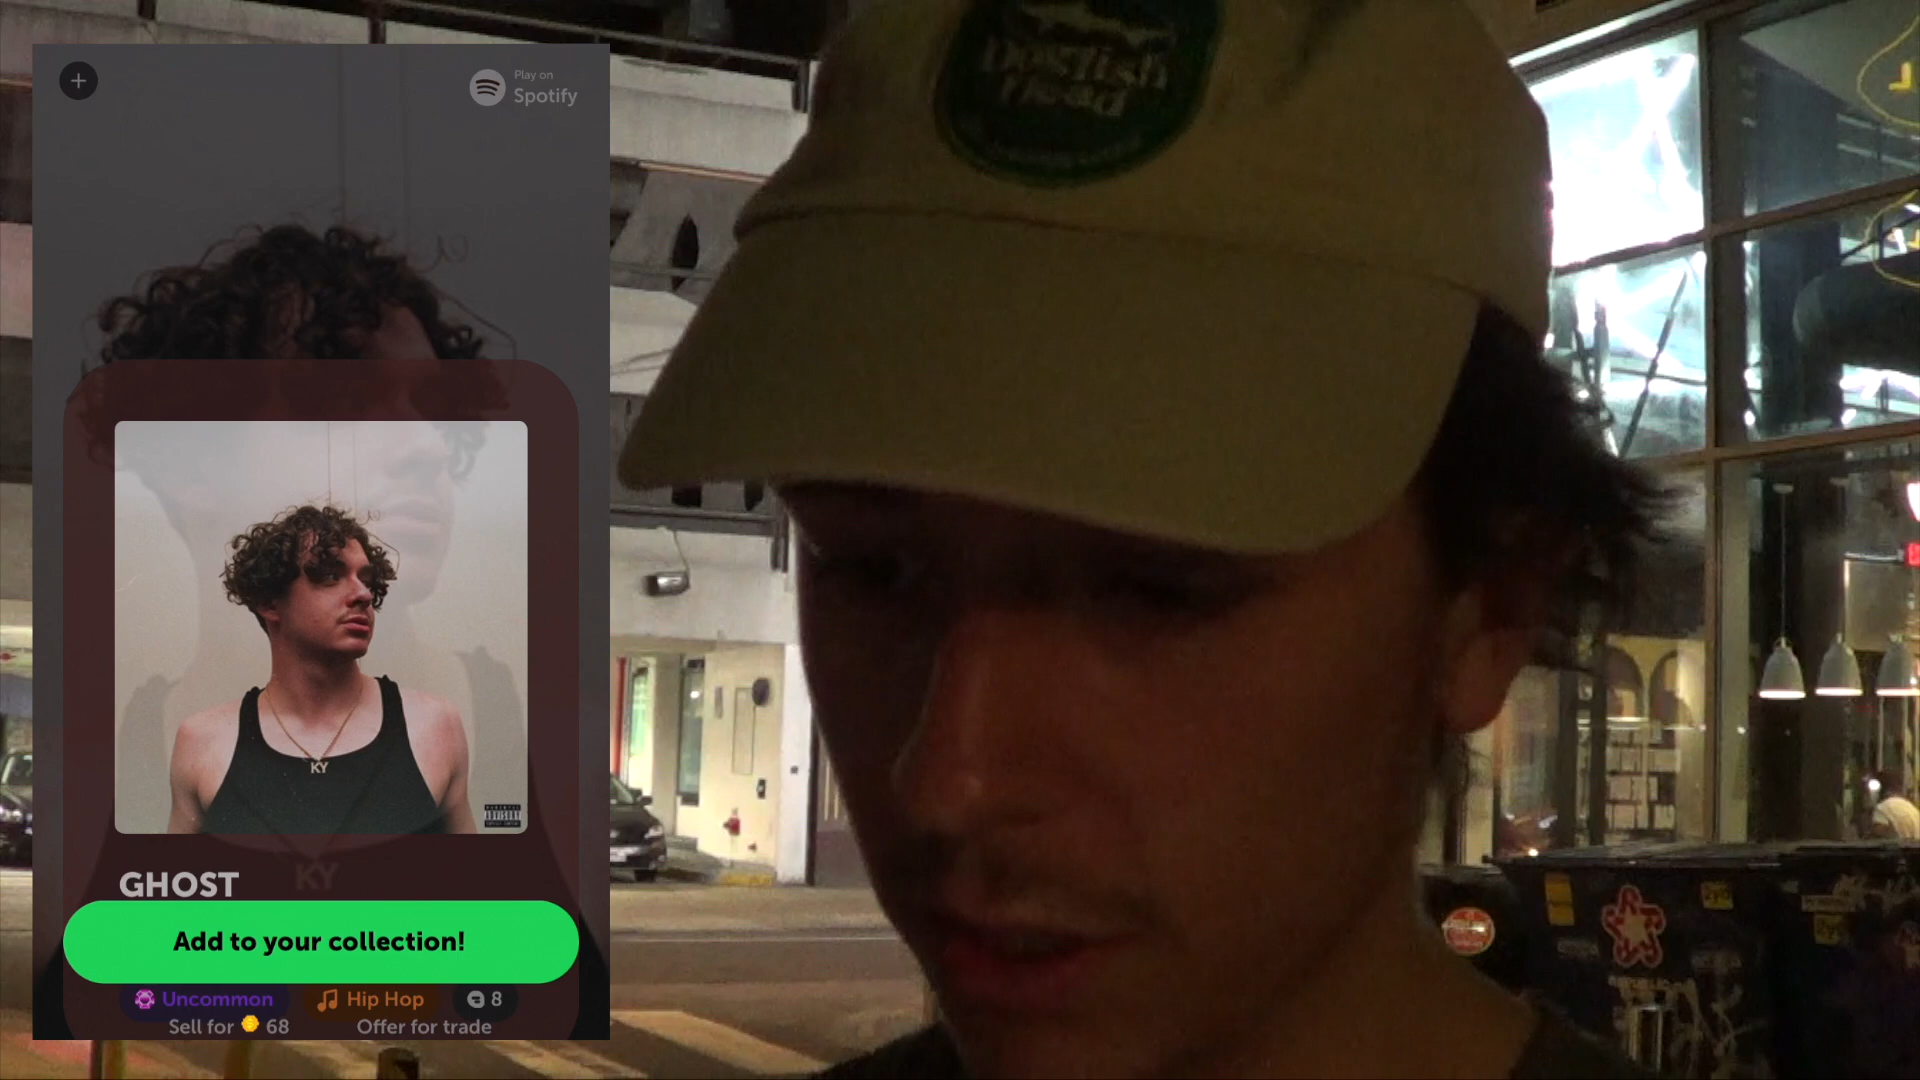 Play on
Spotify
Dogfish
Head
KY
GHOST
KY
Add to your collection!
Uncommon
Hip Hop
8
Sell for 68
Offer for trade